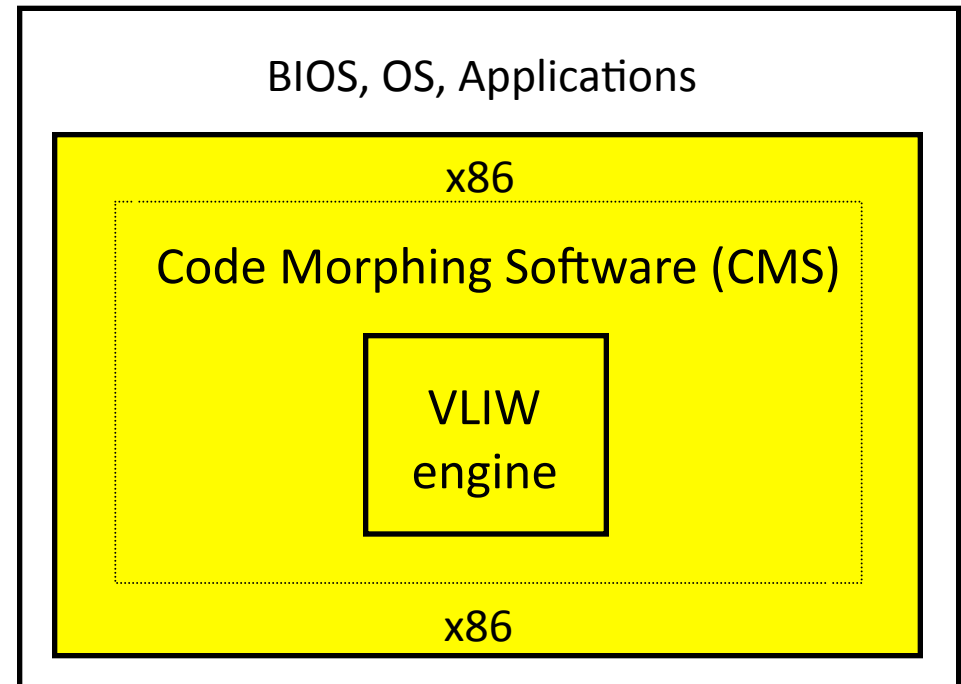 BIOS, OS, Applications
x86
Code Morphing Software (CMS)
VLIW
engine
x86